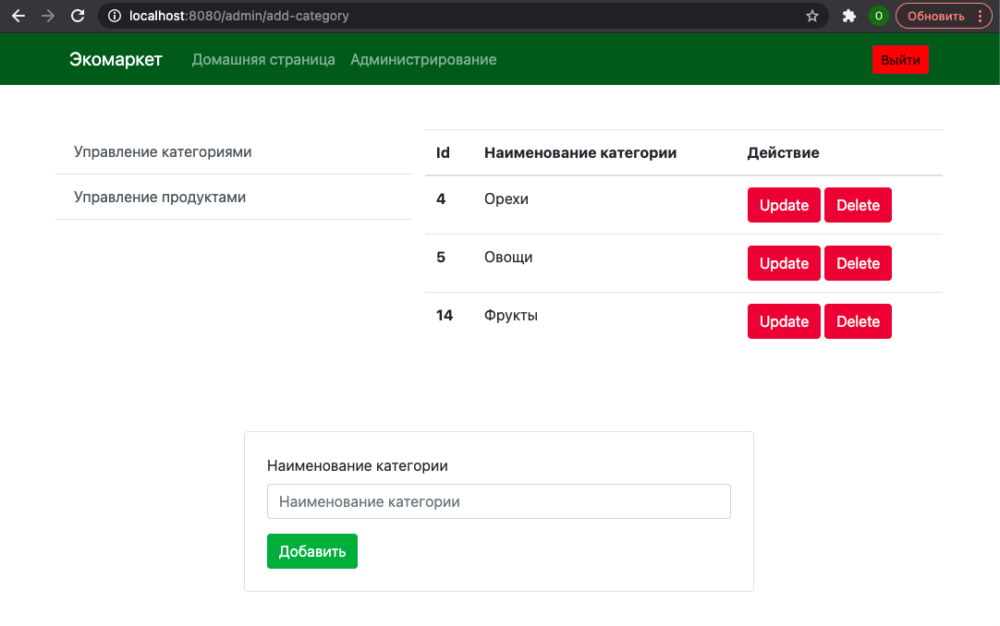 localhost:8080/admin/add-category
O
Обновить
Экомаркет Домашняя страница Администрирование Выйти
Управление категориями
Управление продуктами
Id Наименование категории Действие
4 Орехи Update Delete
5 Овощи Update Delete
14 Фрукты Update Delete
Наименование категории
Наименование категории
Добавить